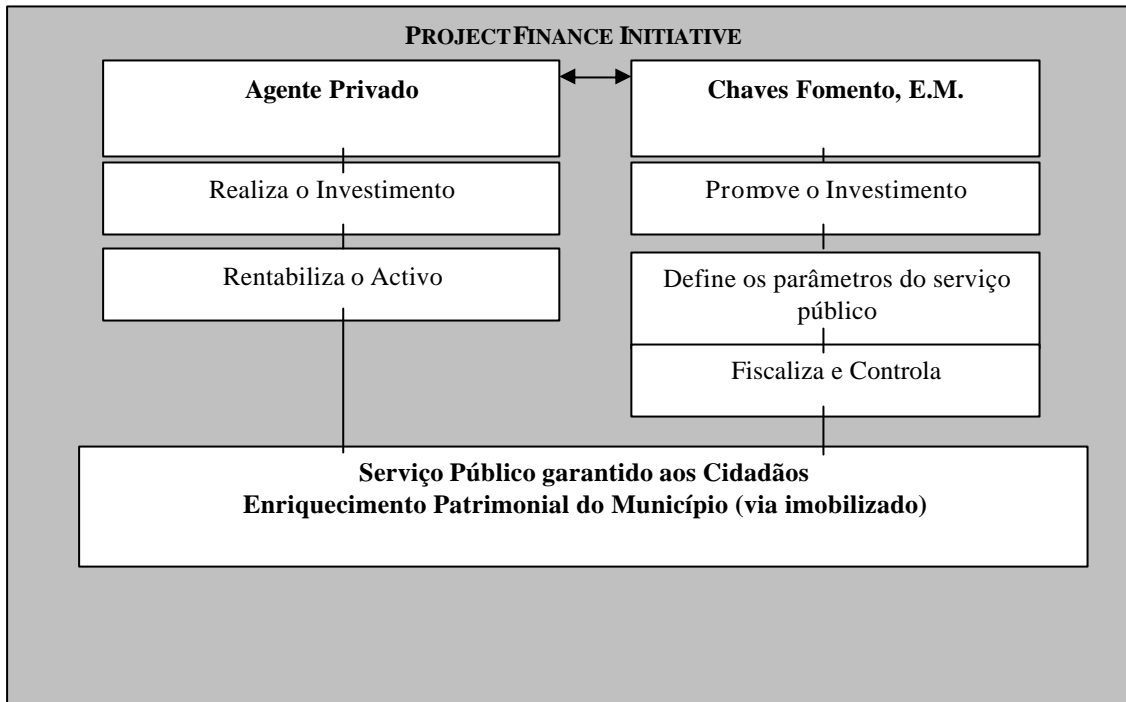 PROJECT FINANCE INITIATIVE
Agente Privado
Chaves Fomento, E.M.
Realiza o Investimento
Promove o Investimento
Rentabiliza o Activo
Define os parâmetros do serviço
público
Fiscaliza e Controla
Serviço Público garantido aos Cidadãos
Enriquecimento Patrimonial do Município (via imobilizado)